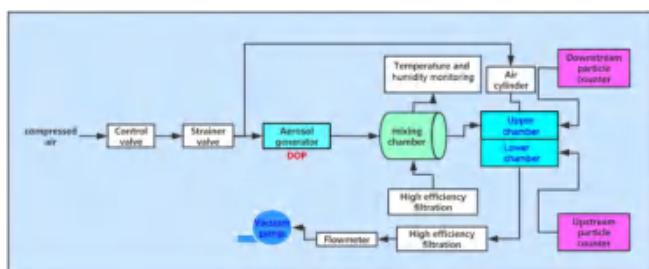 Temperature and
humidity monitoring
Air
cylinder
Downstream
particle
counter
compressed
air
Control
valve
Strainer
valve
Aerosol
generator
DOP
mixing
chamber
Upper
chamber
Lower
chamber
High efficiency
filtration
Vacuum
pump
Flowmeter
High efficiency
filtration
Upstream
particle
counter